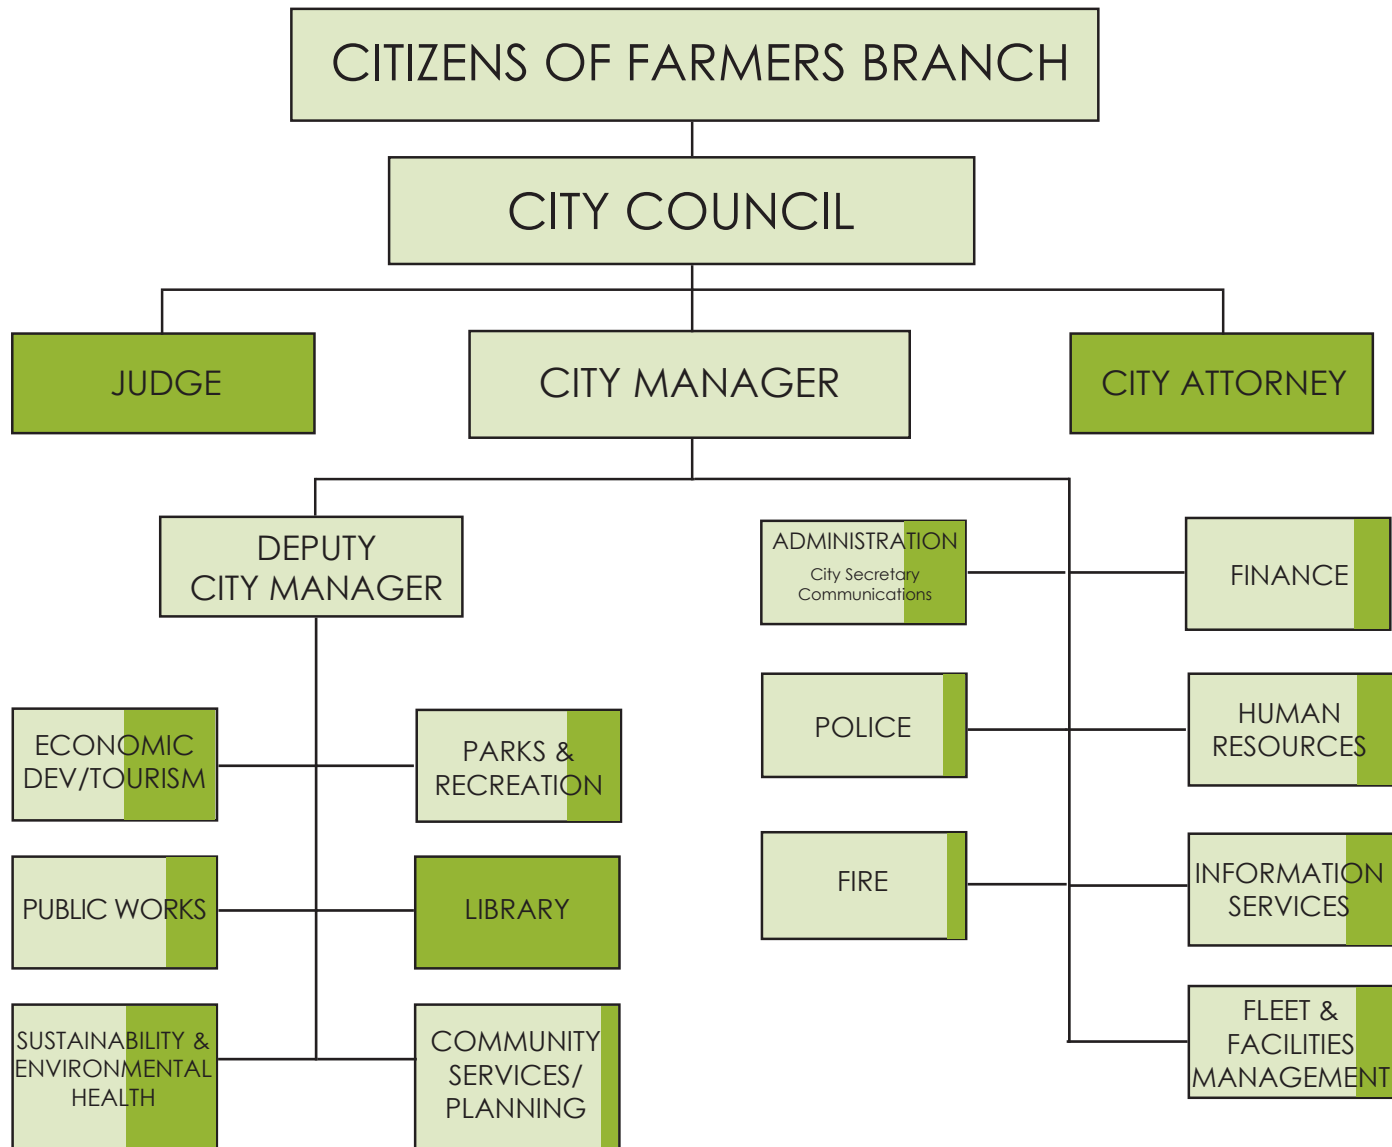 CITIZENS OF FARMERS BRANCH
CITY COUNCIL
JUDGE
CITY MANAGER
CITY ATTORNEY
DEPUTY
CITY MANAGER
ECONOMIC
DEV/TOURISM
PARKS &
RECREATION
PUBLIC WORKS
LIBRARY
SUSTAINABILITY &
ENVIRONMENTAL
HEALTH
COMMUNITY
SERVICES/
PLANNING
ADMINISTRATION
City Secretary
Communications
FINANCE
POLICE
HUMAN
RESOURCES
FIRE
INFORMATION
SERVICES
FLEET &
FACILITIES
MANAGEMENT